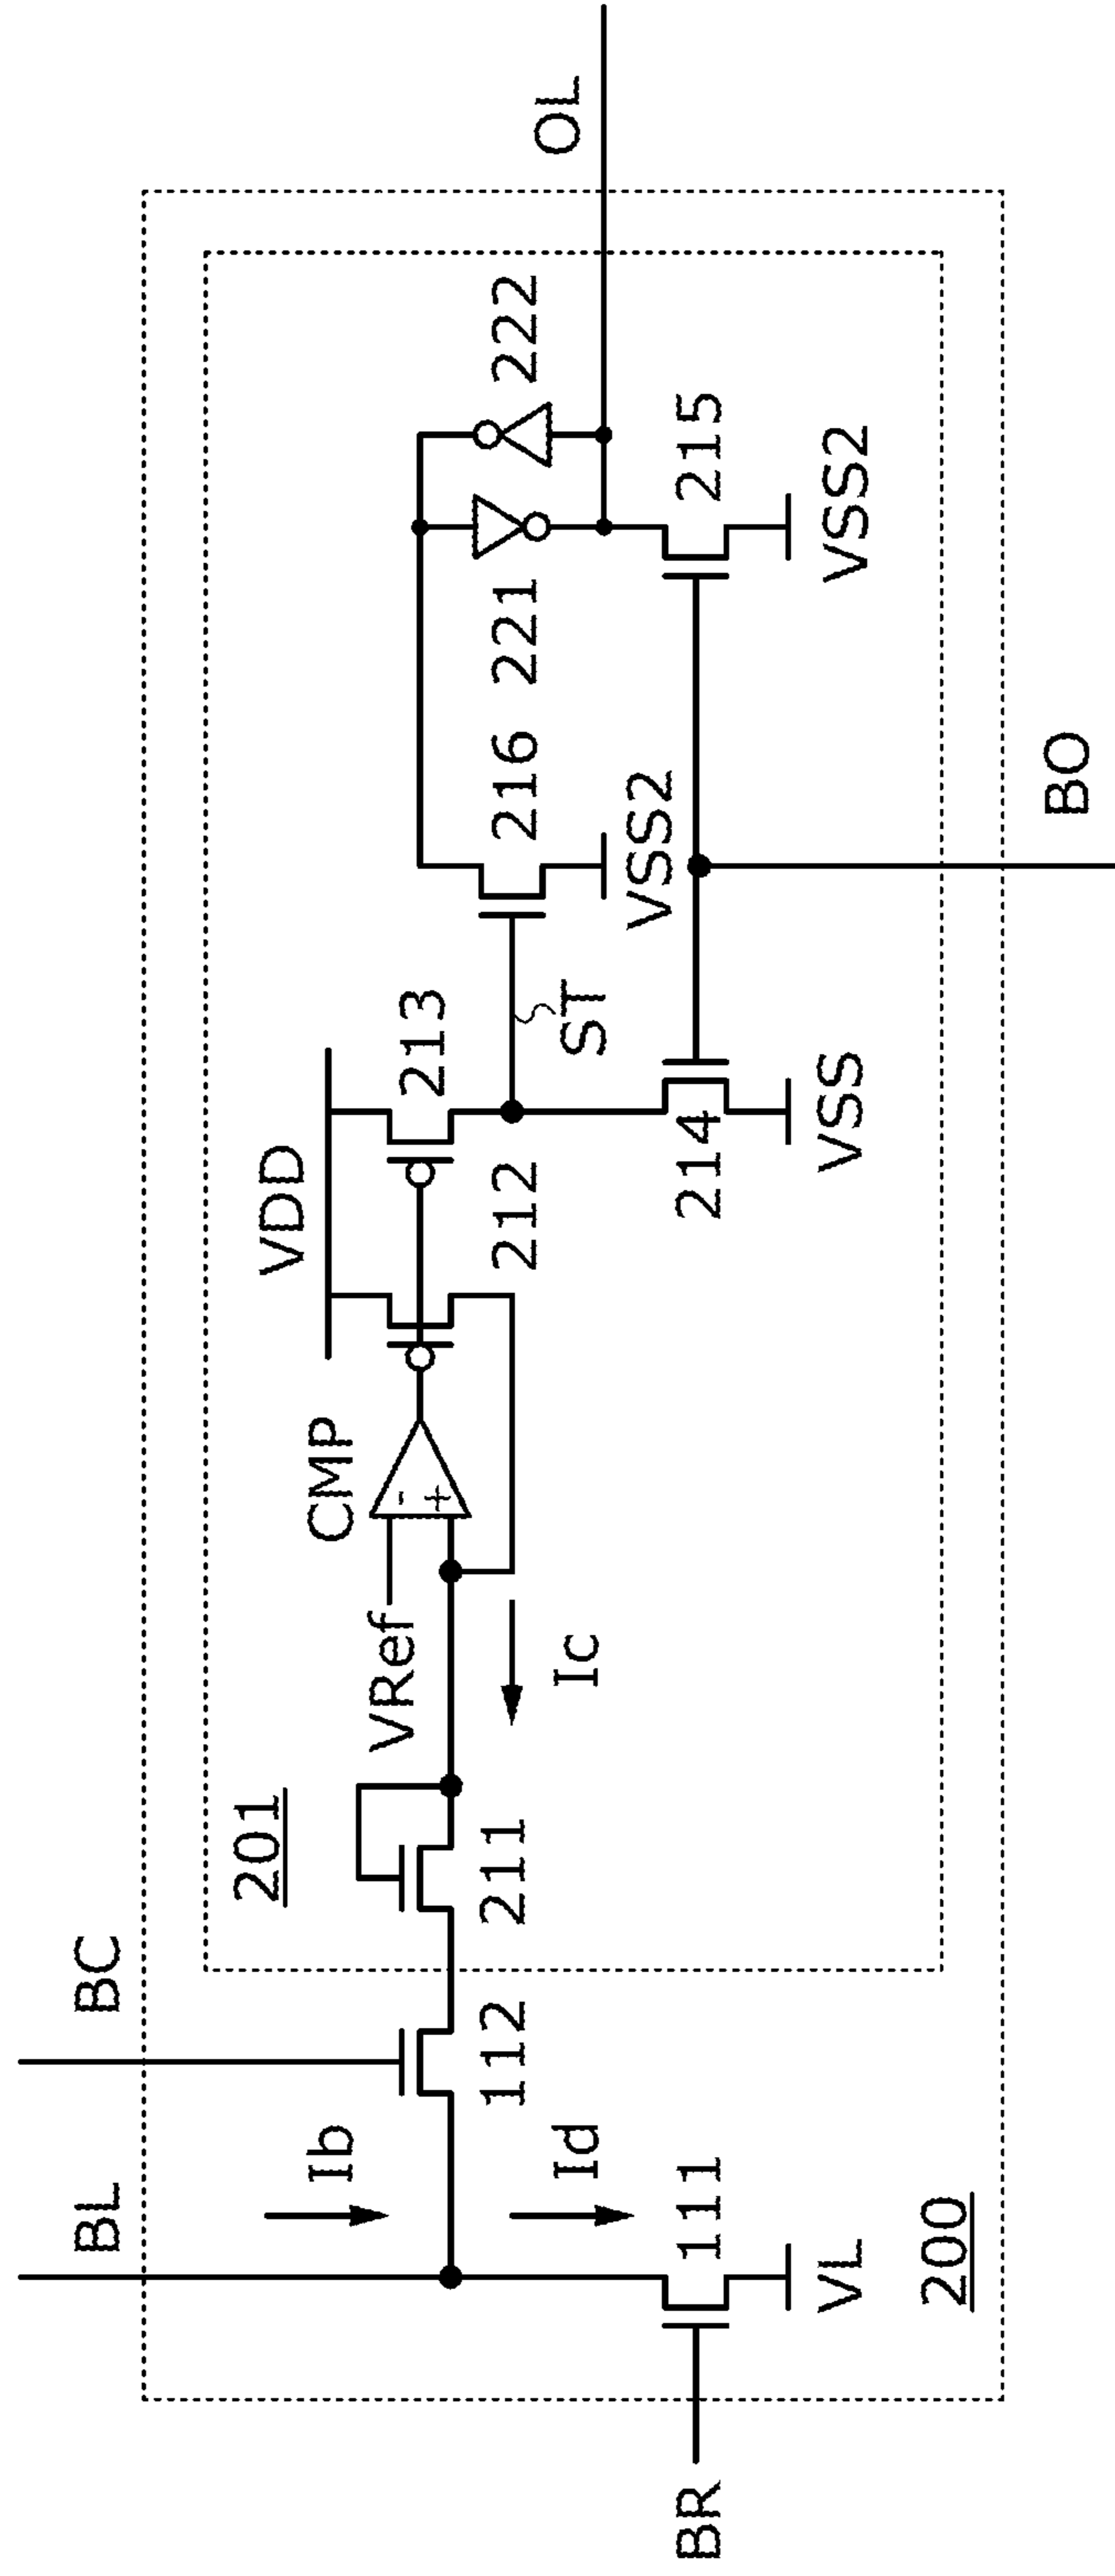 BL
BC
Ib
Id
112
111
BR
VL
200
201
211
VRef
CMP
-
+
Ic
VDD
212
213
214
VSS
ST
216
VSS2
221
222
215
VSS2
OL
BO